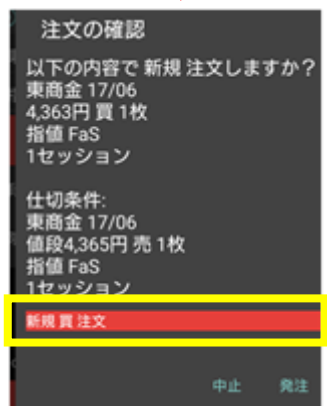 注文の確認
以下の内容で 新規 注文しますか？
東商金 17/06
4,363円 買 1枚
指値 FaS
1セッション
仕切条件:
東商金 17/06
値段4,365円 売 1枚
指値 FaS
1セッション
新規 買 注文
中止 発注